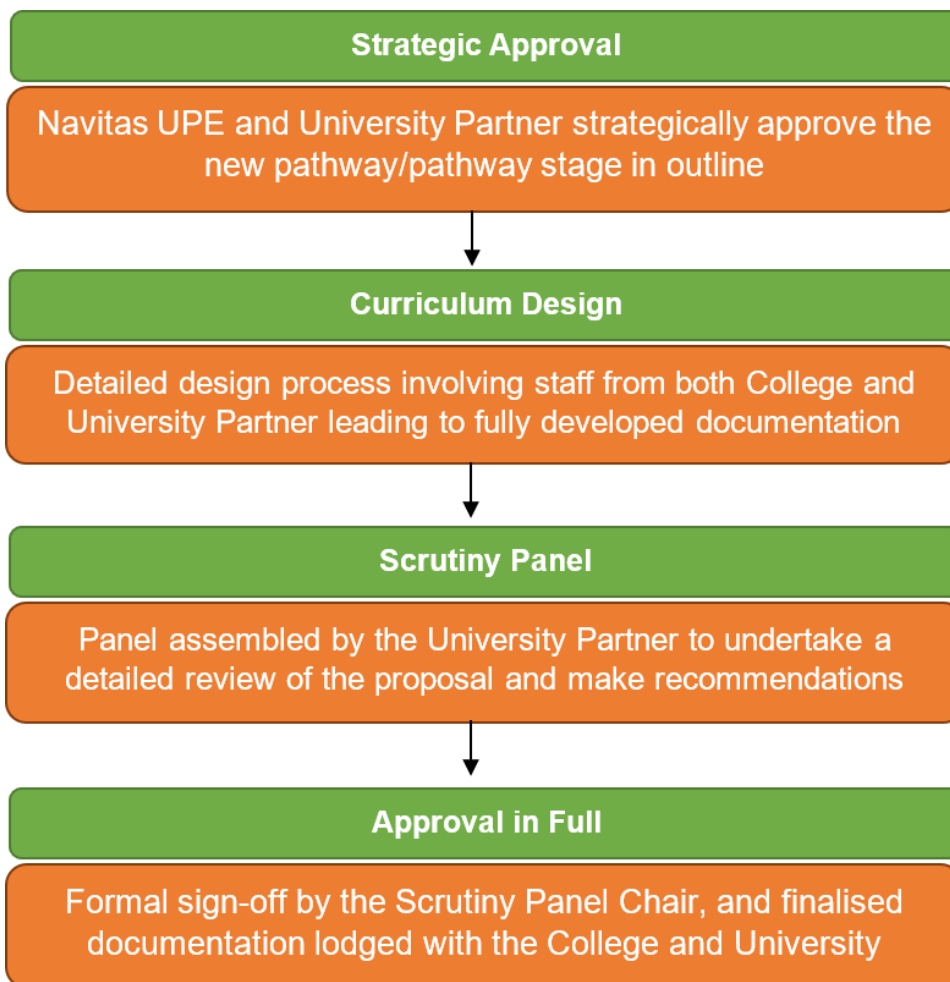 Strategic Approval
Navitas UPE and University Partner strategically approve the
new pathway/pathway stage in outline
Curriculum Design
Detailed design process involving staff from both College and
University Partner leading to fully developed documentation
Scrutiny Panel
Panel assembled by the University Partner to undertake a
detailed review of the proposal and make recommendations
Approval in Full
Formal sign-off by the Scrutiny Panel Chair, and finalised
documentation lodged with the College and University